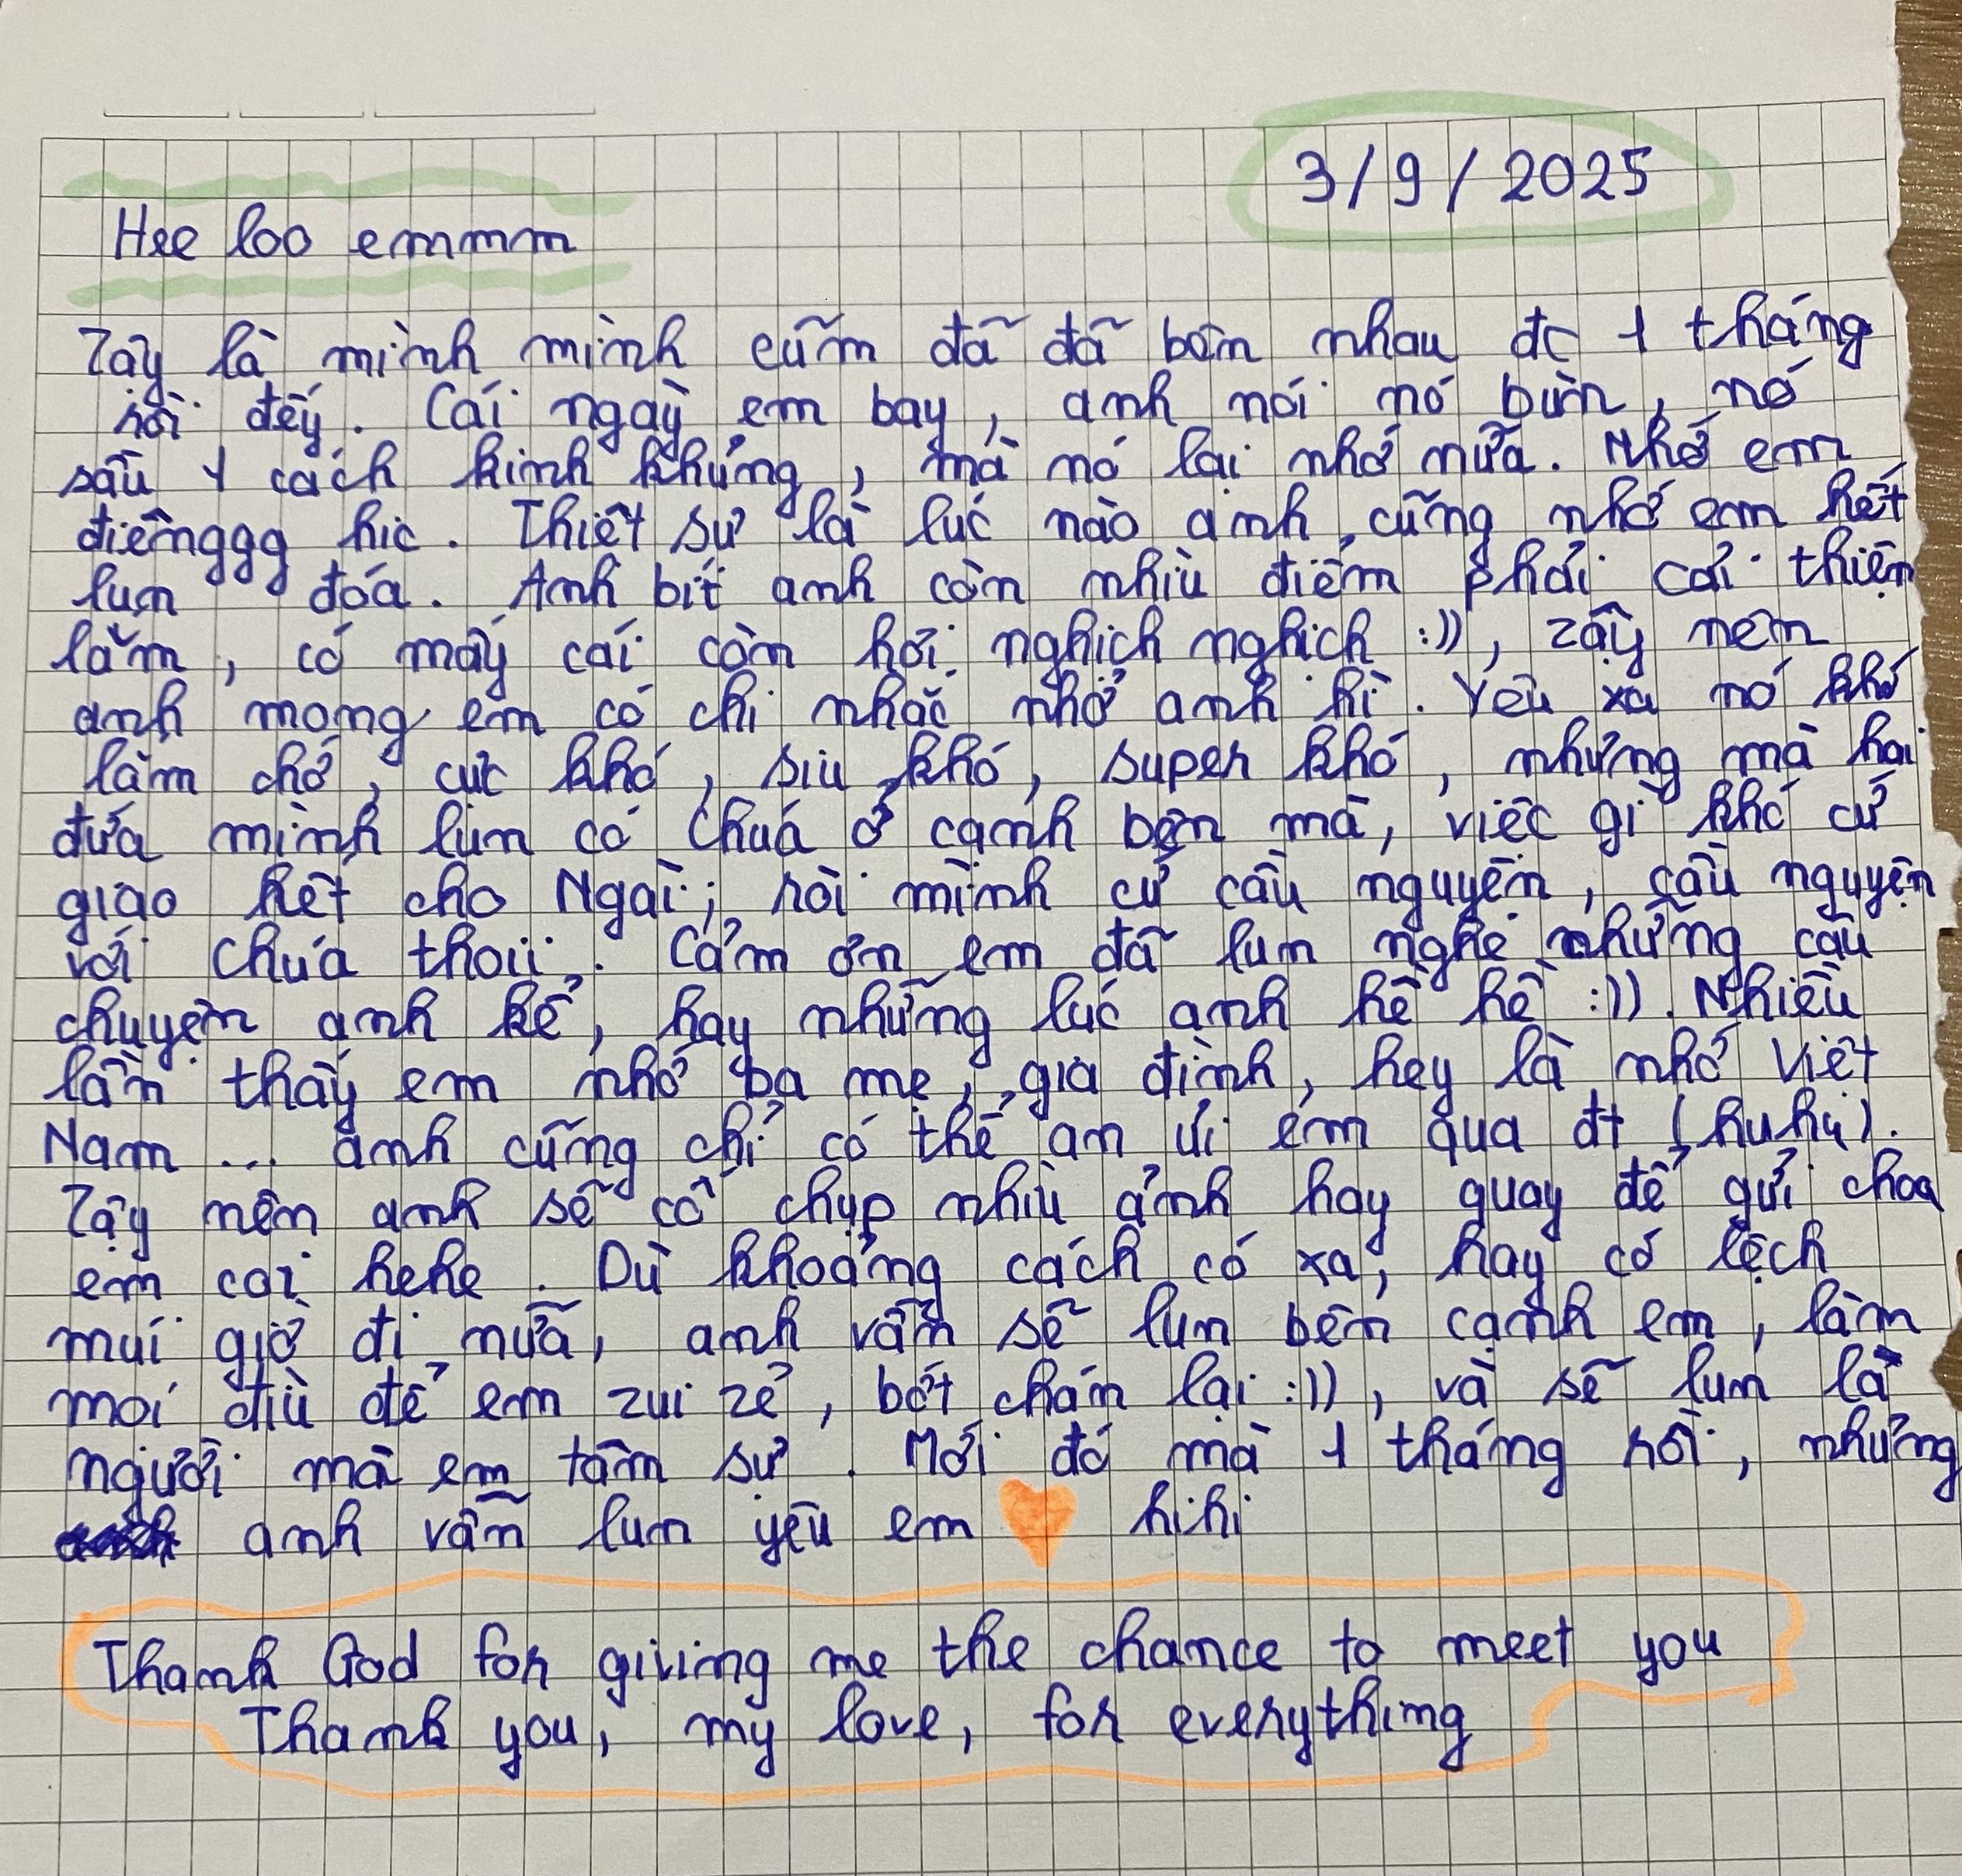 3/9/2025
Hee loo emmm
Zậy là mình mình cũm đã đã bồn nhau đc 1 tháng
rồi đếy. Cái ngày em bay, anh nói nó bùn, nó
sầu 1 cách kinh khủng, mà nó lại nhớ nữa. Nhớ em
điênggg hic. Thiệt sự là lúc nào anh cũng nhớ em hết
lun đóa. Anh bít anh còn nhìu điểm phải cải thiện
lắm, có mấy cái còn hơi nghịch nghịch :)), zậy nên
anh mong em có chi nhắc nhở anh hì. Yêu xa nó khó
lắm chớ, cực khó, siu khó, super khó, nhưng mà hai
đứa mình lun có Chúa ở cạnh bên mà, việc gì khó cứ
giao hết cho Ngài; rồi mình cứ cầu nguyện, cầu nguyện
với Chúa thoii. Cảm ơn em đã lun nghe những câu
chuyện anh kể, hay những lúc anh hề hề :)). Nhiều
lần thấy em nhớ ba mẹ, gia đình, hey là nhớ Việt
Nam ... anh cũng chỉ có thể an ủi em qua đt (huhu).
Zậy nên anh sẽ cố chụp nhìu ảnh hay quay để gửi choa
em coi hehe. Dù khoảng cách có xa, hay có lệch
múi giờ đi nữa, anh vẫn sẽ lun bên cạnh em, làm
mọi điù để em zui zẻ, bớt chán lại :)), và sẽ lun là
người mà em tâm sự. Mới đó mà 1 tháng rồi, nhưng
anh vẫn lun yêu em 🧡 hihi
Thank God for giving me the chance to meet you
Thank you, my love, for everything